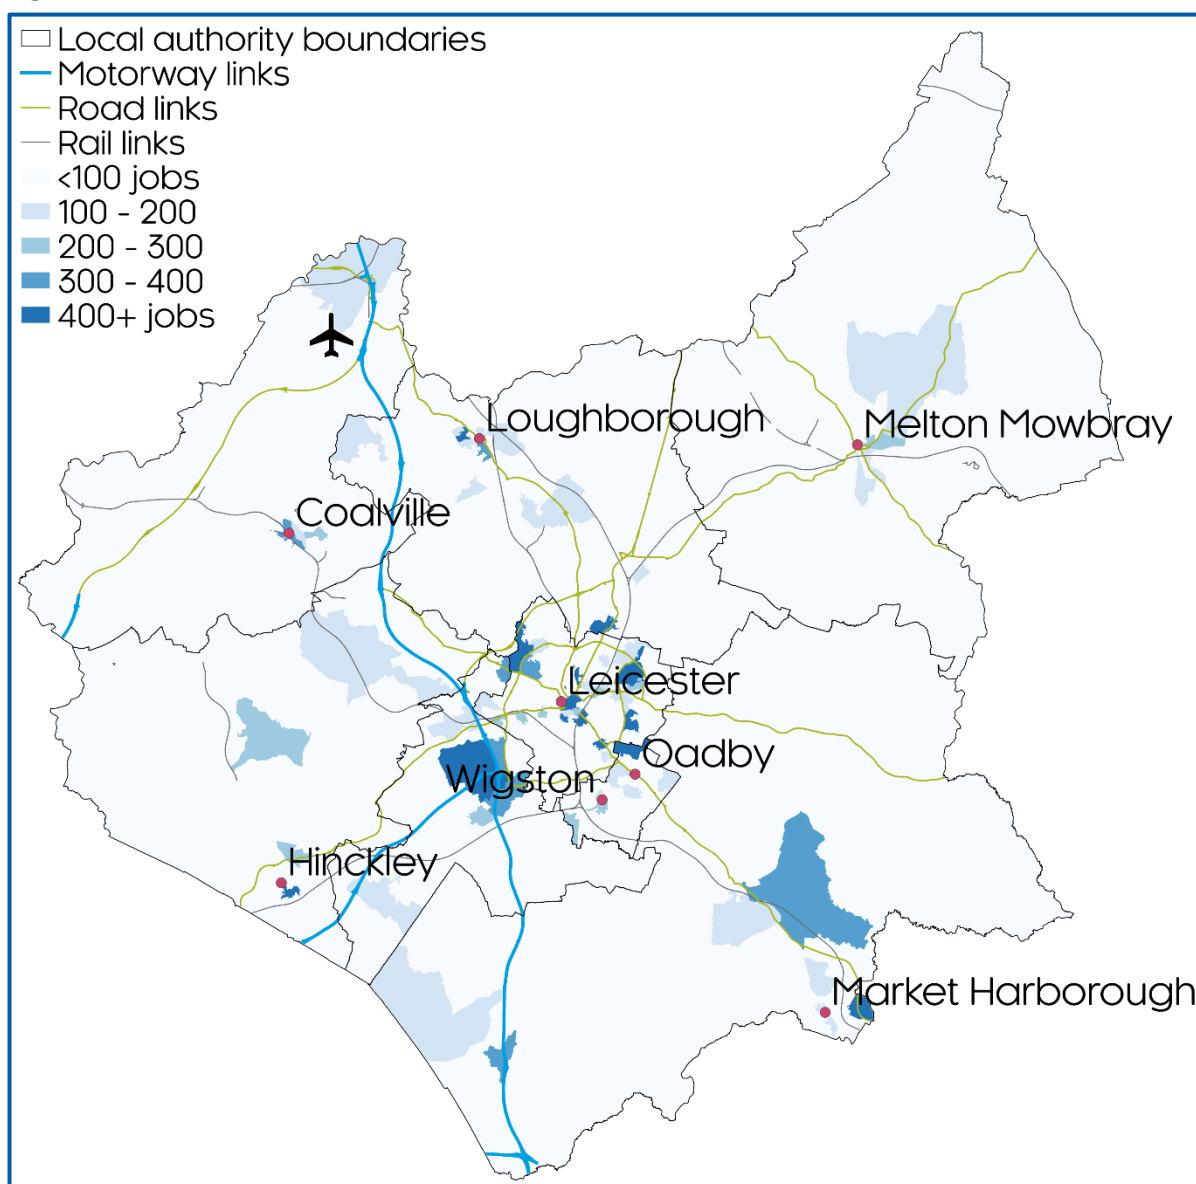 Local authority boundaries
Motorway links
Road links
Rail links
<100 jobs
100 - 200
200 - 300
300 - 400
400+ jobs
Loughborough
Melton Mowbray
Coalville
Leicester
Oadby
Wigston
Hinckley
Market Harborough